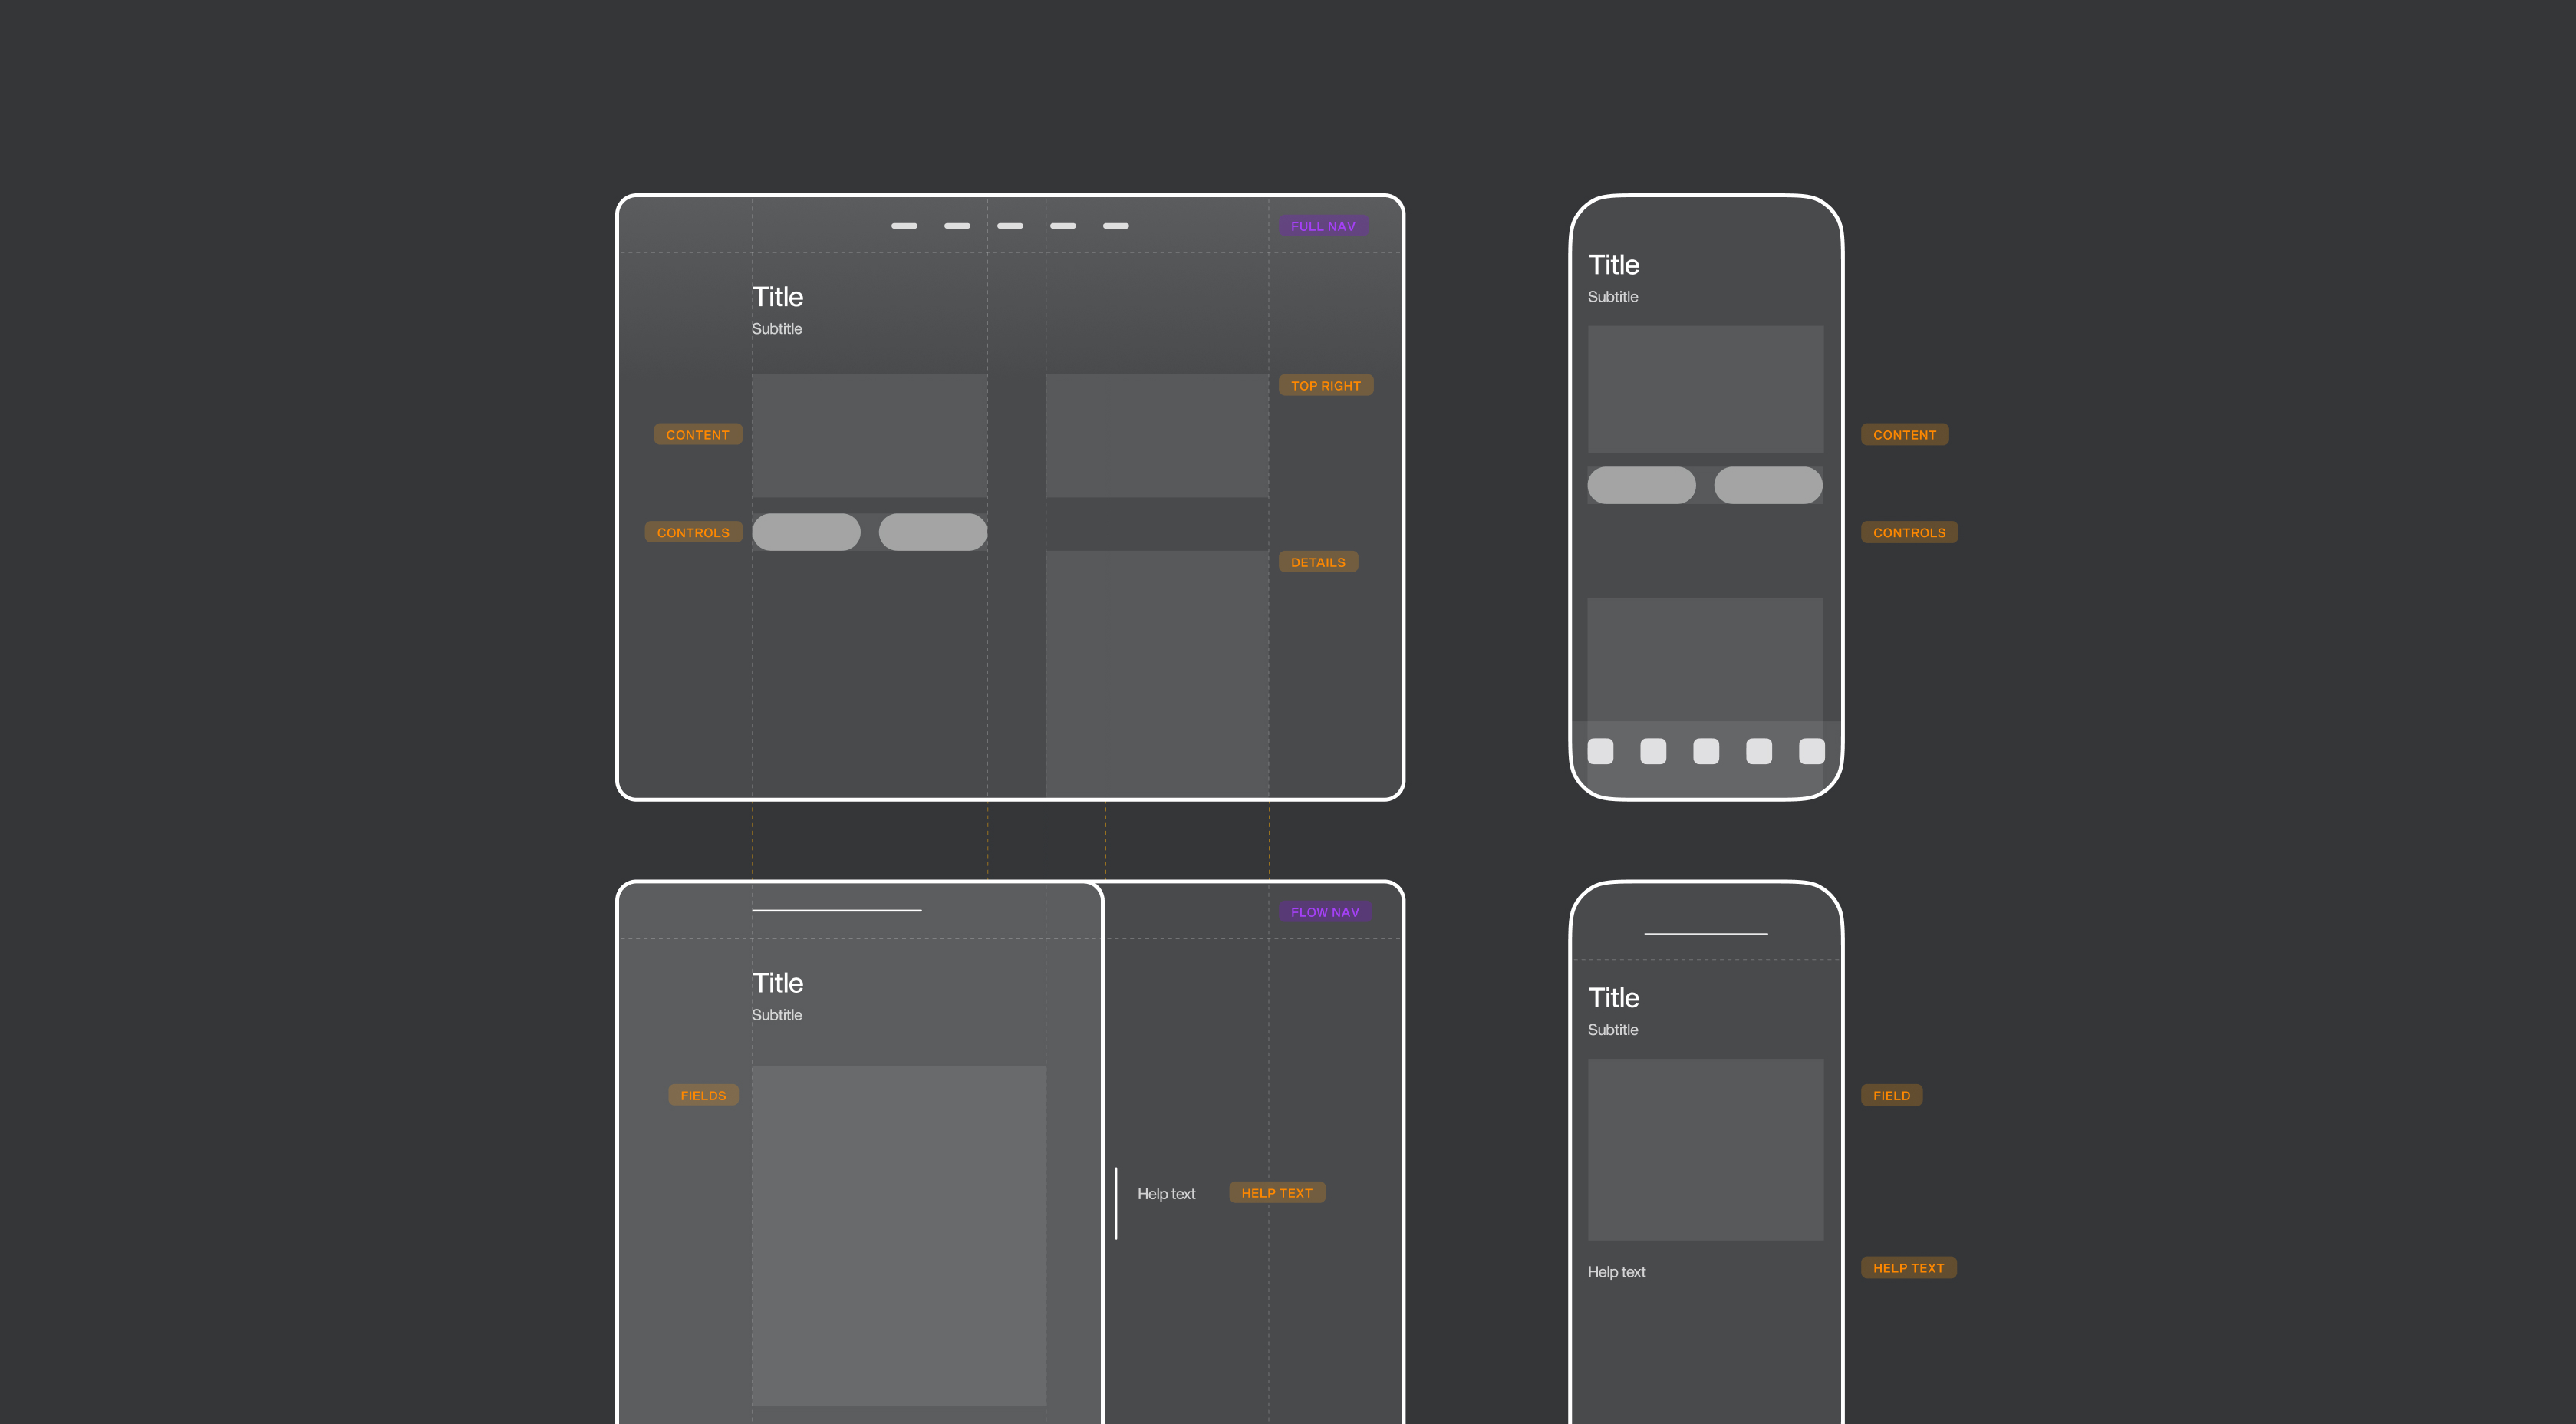 FULL NAV
Title
Subtitle
TOP RIGHT
CONTENT
CONTROLS
DETAILS
Title
Subtitle
CONTENT
CONTROLS
FLOW NAV
Title
Subtitle
FIELDS
Help text
HELP TEXT
Title
Subtitle
FIELD
Help text
HELP TEXT